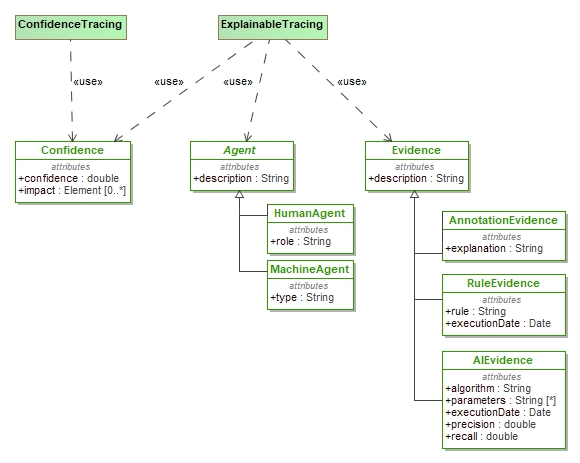 ConfidenceTracing
ExplainableTracing
«use»
«use»
«use»
«use»
Confidence
attributes
+confidence : double
+impact : Element [0..*]
Agent
attributes
+description : String
Evidence
attributes
+description : String
HumanAgent
attributes
+role : String
MachineAgent
attributes
+type : String
AnnotationEvidence
attributes
+explanation : String
RuleEvidence
attributes
+rule : String
+executionDate : Date
AIEvidence
attributes
+algorithm : String
+parameters : String [*]
+executionDate : Date
+precision : double
+recall : double